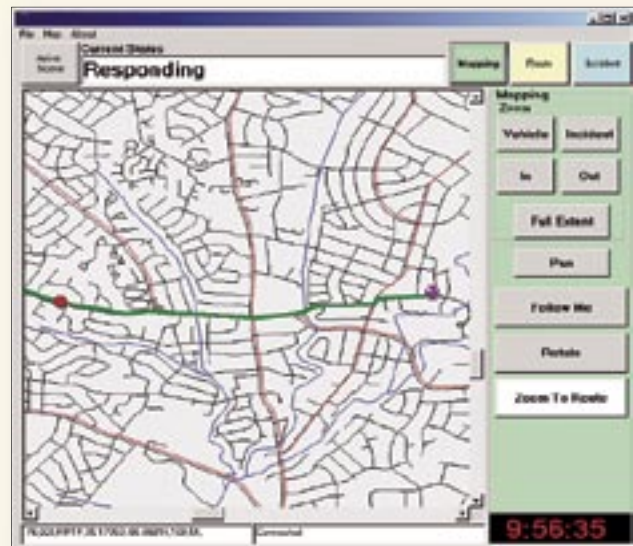 File Map About
Current Status
Responding
Mapping
Route
Incident
Mapping
Zoom
Vehicle
Incident
In
Out
Full Extent
Pan
Follow Me
Rotate
Zoom To Route
Connected
9:56:35